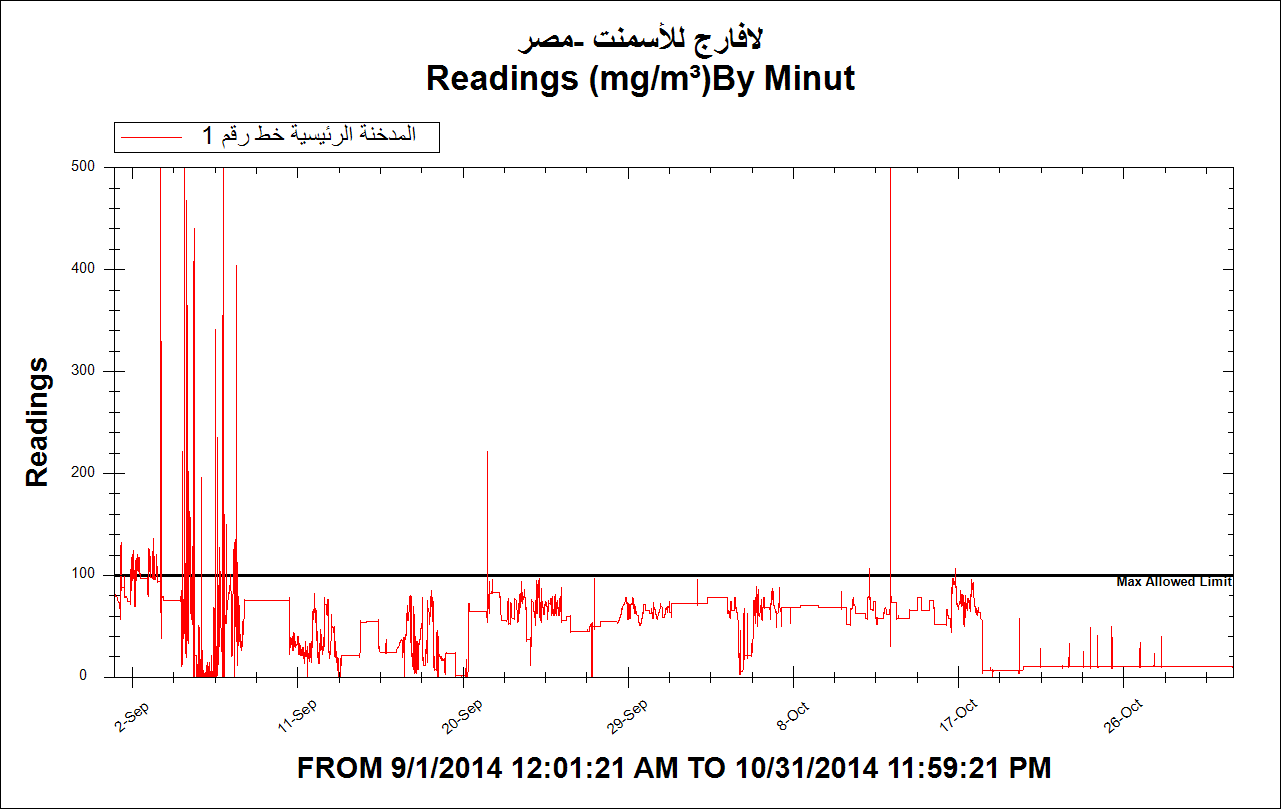 لافارج للأسمنت -مصر
Readings (mg/m³)By Minut
المدخنة الرئيسية خط رقم 1
500
400
300
200
100
0
Readings
Max Allowed Limit
2-Sep
11-Sep
20-Sep
29-Sep
8-Oct
17-Oct
26-Oct
FROM 9/1/2014 12:01:21 AM TO 10/31/2014 11:59:21 PM